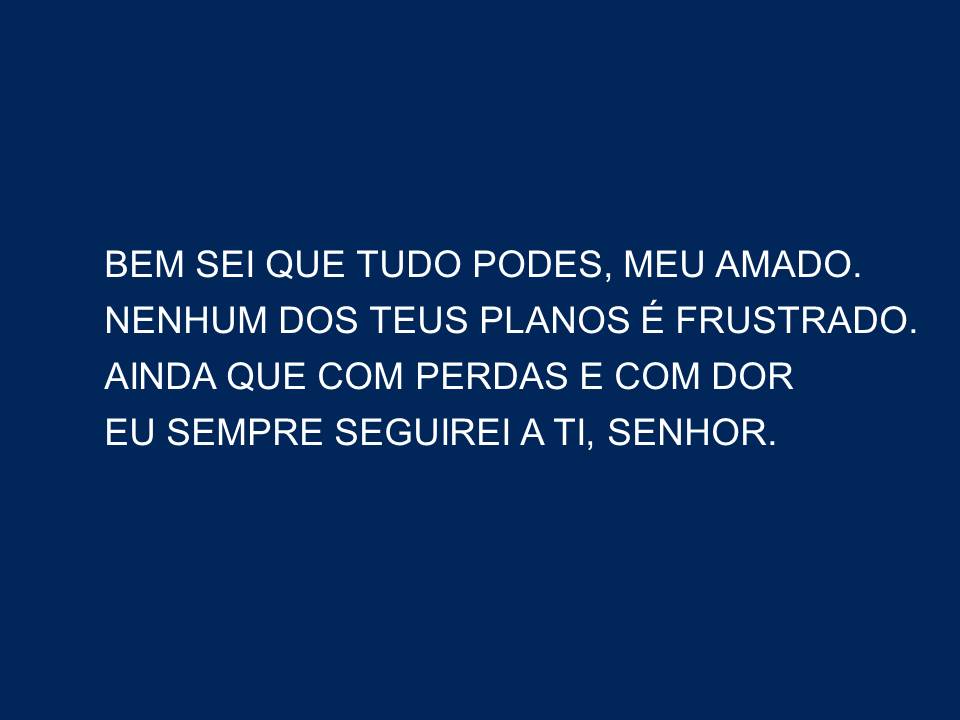 BEM SEI QUE TUDO PODES, MEU AMADO.
NENHUM DOS TEUS PLANOS É FRUSTRADO.
AINDA QUE COM PERDAS E COM DOR
EU SEMPRE SEGUIREI A TI, SENHOR.